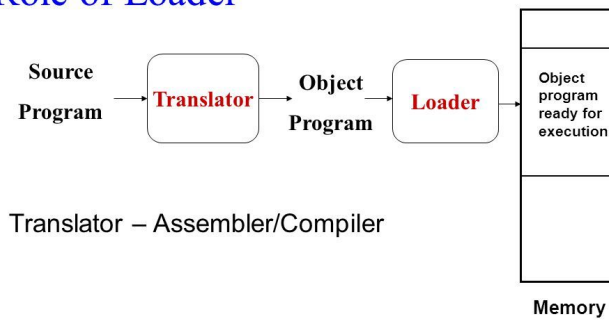 Role of Loader
Source
Program
Translator
Object
Program
Loader
Object
program
ready for
execution
Translator – Assembler/Compiler
Memory